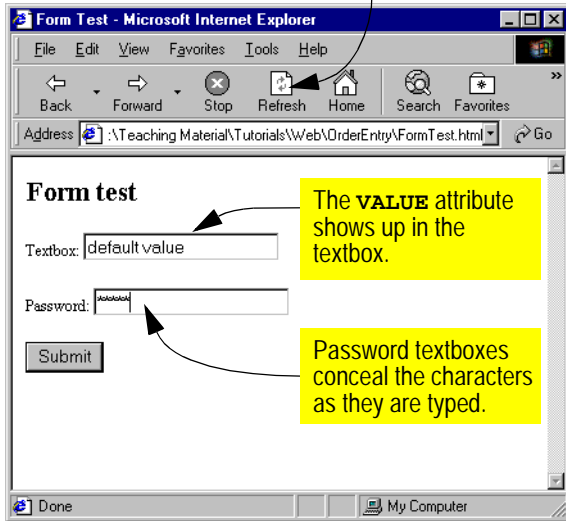 Form Test - Microsoft Internet Explorer
File Edit View Favorites Tools Help
Back Forward Stop Refresh Home Search Favorites »
Address :\Teaching Material\Tutorials\Web\OrderEntry\FormTest.html Go
Form test
The VALUE attribute
shows up in the
textbox.
Textbox: default value
Password: ******
Submit
Password textboxes
conceal the characters
as they are typed.
Done My Computer